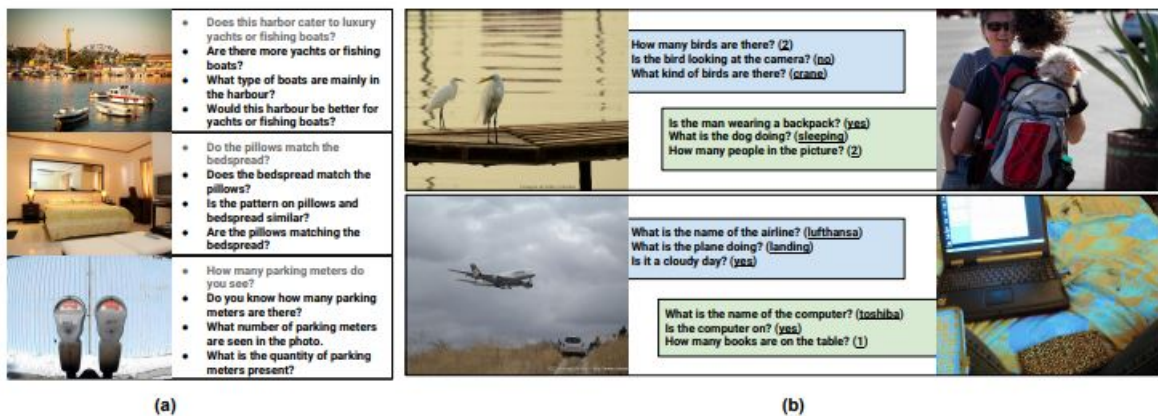 ● Does this harbor cater to luxury
yachts or fishing boats?
● Are there more yachts or fishing
boats?
● What type of boats are mainly in
the harbour?
● Would this harbour be better for
yachts or fishing boats?
● Do the pillows match the
bedspread?
● Does the bedspread match the
pillows?
● Is the pattern on pillows and
bedspread similar?
● Are the pillows matching the
bedspread?
● How many parking meters do
you see?
● Do you know how many parking
meters are there?
● What number of parking meters
are seen in the photo.
● What is the quantity of parking
meters present?
(a)
How many birds are there? (2)
Is the bird looking at the camera? (no)
What kind of birds are there? (crane)
Is the man wearing a backpack? (yes)
What is the dog doing? (sleeping)
How many people in the picture? (2)
What is the name of the airline? (lufthansa)
What is the plane doing? (landing)
Is it a cloudy day? (yes)
What is the name of the computer? (toshiba)
Is the computer on? (yes)
How many books are on the table? (1)
(b)